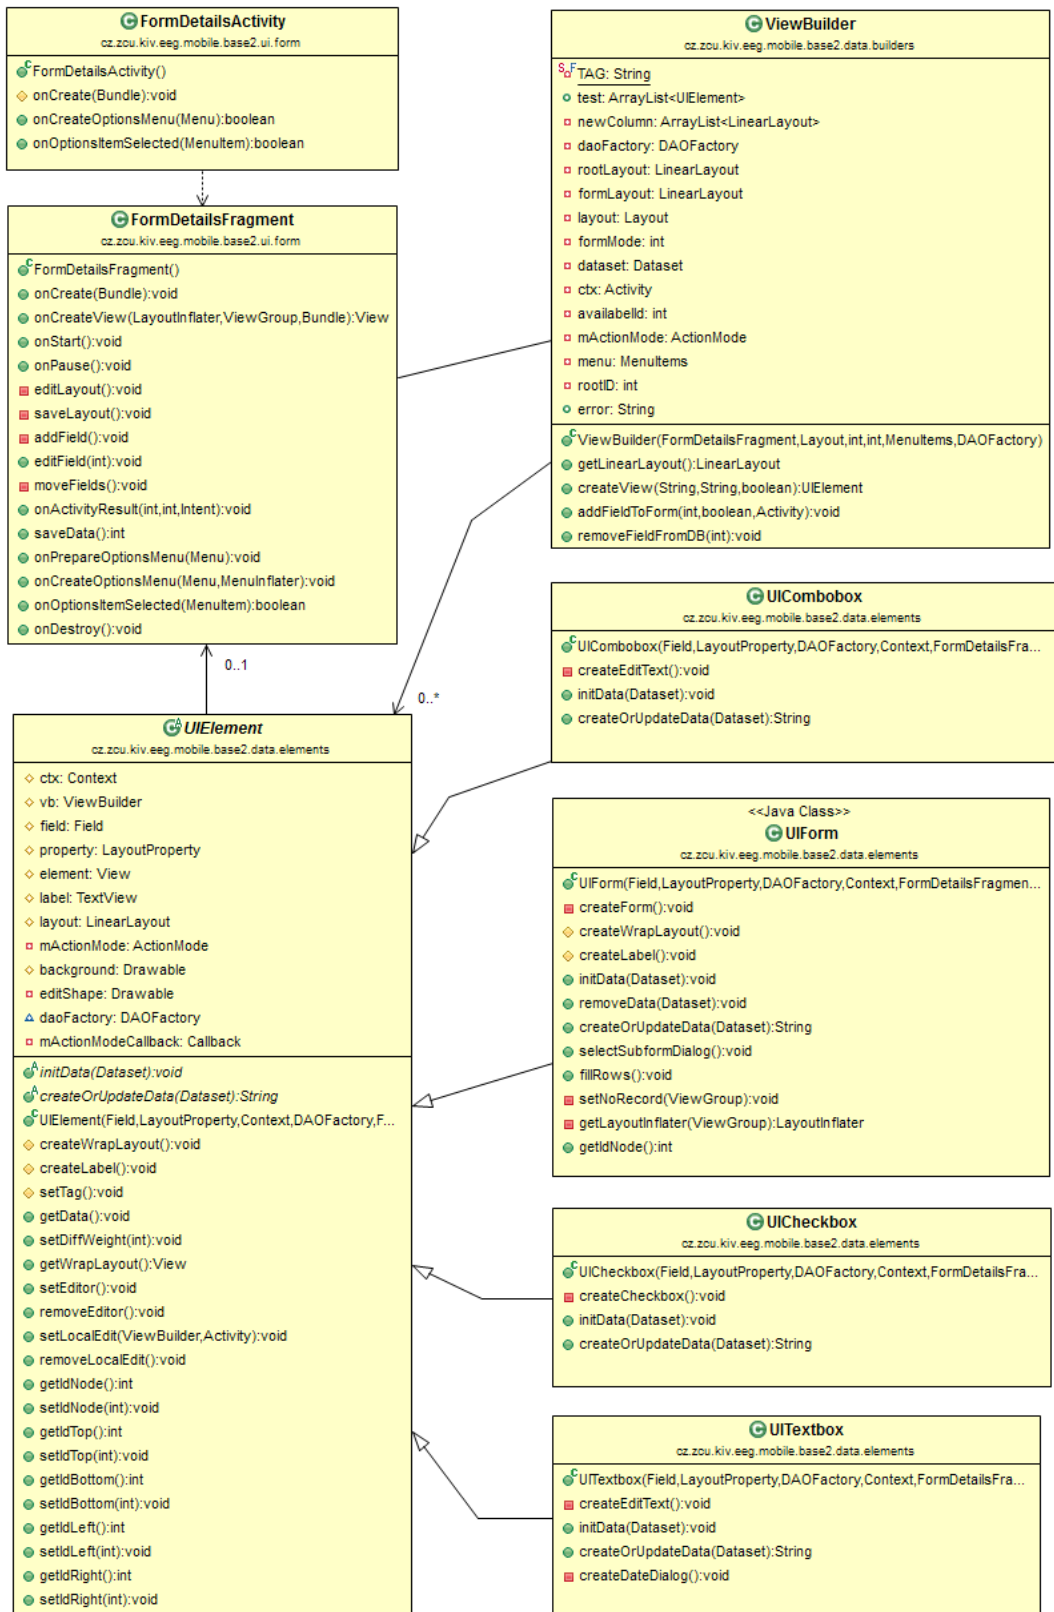 FormDetailsActivity
cz.zcu.kiv.eeg.mobile.base2.ui.form
FormDetailsActivity()
onCreate(Bundle):void
onCreateOptionsMenu(Menu):boolean
onOptionsItemSelected(MenuItem):boolean
FormDetailsFragment
cz.zcu.kiv.eeg.mobile.base2.ui.form
FormDetailsFragment()
onCreate(Bundle):void
onCreateView(LayoutInflater,ViewGroup,Bundle):View
onStart():void
onPause():void
editLayout():void
saveLayout():void
addField():void
editField(int):void
moveFields():void
onActivityResult(int,int,Intent):void
saveData():int
onPrepareOptionsMenu(Menu):void
onCreateOptionsMenu(Menu,MenuInflater):void
onOptionsItemSelected(MenuItem):boolean
onDestroy():void
0..1
0..*
UIElement
cz.zcu.kiv.eeg.mobile.base2.data.elements
ctx: Context
vb: ViewBuilder
field: Field
property: LayoutProperty
element: View
label: TextView
layout: LinearLayout
mActionMode: ActionMode
background: Drawable
editShape: Drawable
daoFactory: DAOFactory
mActionModeCallback: Callback
initData(Dataset):void
createOrUpdateData(Dataset):String
UIElement(Field,LayoutProperty,Context,DAOFactory,F...
createWrapLayout():void
createLabel():void
setTag():void
getData():void
setDiffWeight(int):void
getWrapLayout():View
setEditor():void
removeEditor():void
setLocalEdit(ViewBuilder,Activity):void
removeLocalEdit():void
getIdNode():int
setIdNode(int):void
getIdTop():int
setIdTop(int):void
getIdBottom():int
setIdBottom(int):void
getIdLeft():int
setIdLeft(int):void
getIdRight():int
setIdRight(int):void
ViewBuilder
cz.zcu.kiv.eeg.mobile.base2.data.builders
TAG: String
test: ArrayList<UIElement>
newColumn: ArrayList<LinearLayout>
daoFactory: DAOFactory
rootLayout: LinearLayout
formLayout: LinearLayout
layout: Layout
formMode: int
dataset: Dataset
ctx: Activity
availabelId: int
mActionMode: ActionMode
menu: MenuItems
rootID: int
error: String
ViewBuilder(FormDetailsFragment,Layout,int,int,MenuItems,DAOFactory)
getLinearLayout():LinearLayout
createView(String,String,boolean):UIElement
addFieldToForm(int,boolean,Activity):void
removeFieldFromDB(int):void
UICombobox
cz.zcu.kiv.eeg.mobile.base2.data.elements
UICombobox(Field,LayoutProperty,DAOFactory,Context,FormDetailsFra...
createEditText():void
initData(Dataset):void
createOrUpdateData(Dataset):String
<<Java Class>>
UIForm
cz.zcu.kiv.eeg.mobile.base2.data.elements
UIForm(Field,LayoutProperty,DAOFactory,Context,FormDetailsFragmen...
createForm():void
createWrapLayout():void
createLabel():void
initData(Dataset):void
removeData(Dataset):void
createOrUpdateData(Dataset):String
selectSubformDialog():void
fillRows():void
setNoRecord(ViewGroup):void
getLayoutInflater(ViewGroup):LayoutInflater
getIdNode():int
UICheckbox
cz.zcu.kiv.eeg.mobile.base2.data.elements
UICheckbox(Field,LayoutProperty,DAOFactory,Context,FormDetailsFra...
createCheckbox():void
initData(Dataset):void
createOrUpdateData(Dataset):String
UITextbox
cz.zcu.kiv.eeg.mobile.base2.data.elements
UITextbox(Field,LayoutProperty,DAOFactory,Context,FormDetailsFra...
createEditText():void
initData(Dataset):void
createOrUpdateData(Dataset):String
createDateDialog():void